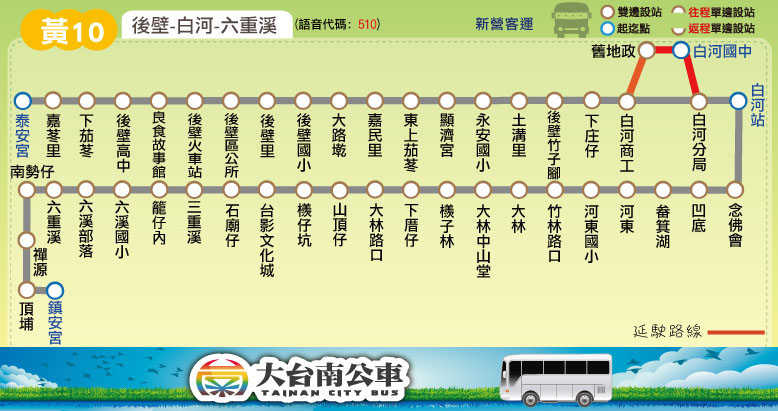 黃10
後壁-白河-六重溪
(語音代碼：510)
新營客運
雙邊設站
往程單邊設站
起迄點
返程單邊設站
舊地政
白河國中
白河站
泰安宮
嘉苳里
下茄苳
後壁高中
良食故事館
後壁火車站
後壁區公所
後壁里
後壁國小
大路墘
嘉民里
東上茄苳
顯濟宮
永安國小
土溝里
後壁竹子腳
下庄仔
白河商工
白河分局
南勢仔
六重溪
六溪部落
六溪國小
籠仔內
三重溪
石廟仔
台影文化城
檨仔坑
山頂仔
大林路口
下厝仔
檨子林
大林中山堂
大林
竹林路口
河東國小
河東
畚箕湖
凹底
念佛會
禪源
頂埔
鎮安宮
延駛路線
大台南公車
TAINAN CITY BUS